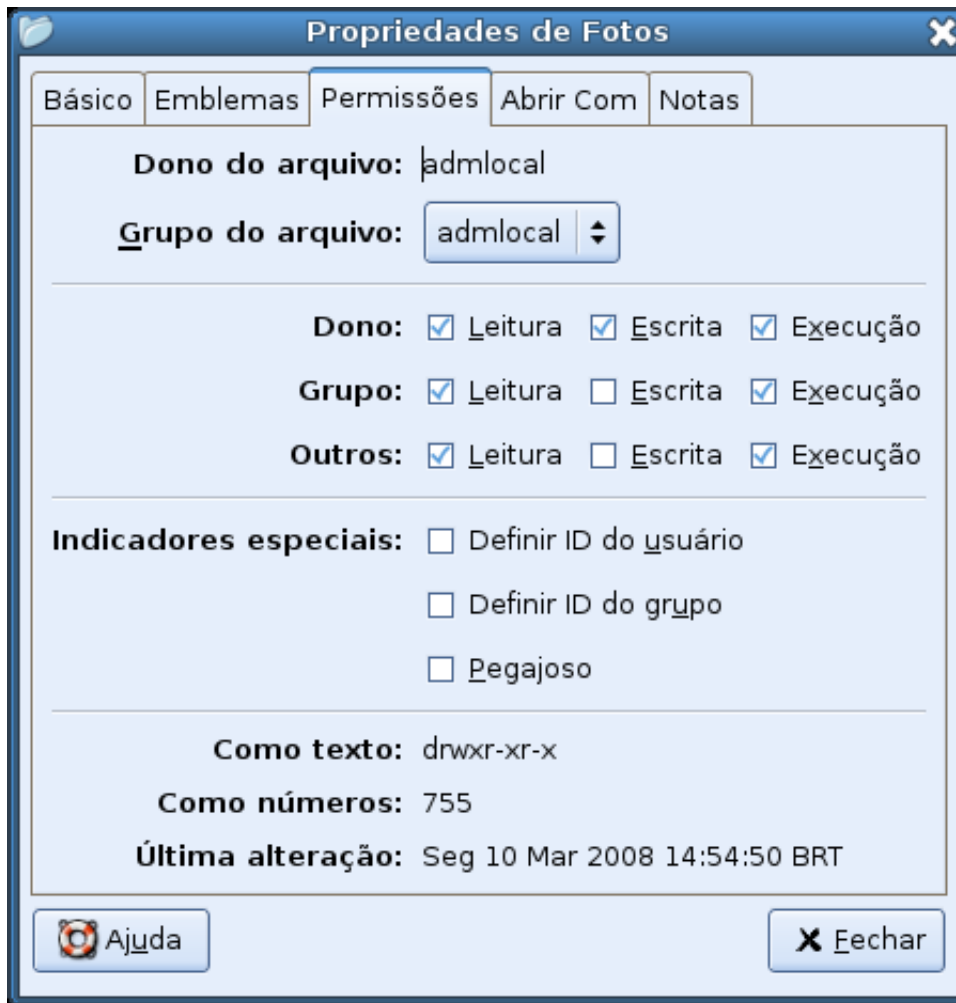 Propriedades de Fotos
Básico Emblemas Permissões Abrir Com Notas
Dono do arquivo: admlocal
Grupo do arquivo: admlocal
Dono: Leitura Escrita Execução
Grupo: Leitura Escrita Execução
Outros: Leitura Escrita Execução
Indicadores especiais: Definir ID do usuário
Definir ID do grupo
Pegajoso
Como texto: drwxr-xr-x
Como números: 755
Última alteração: Seg 10 Mar 2008 14:54:50 BRT
Ajuda Fechar